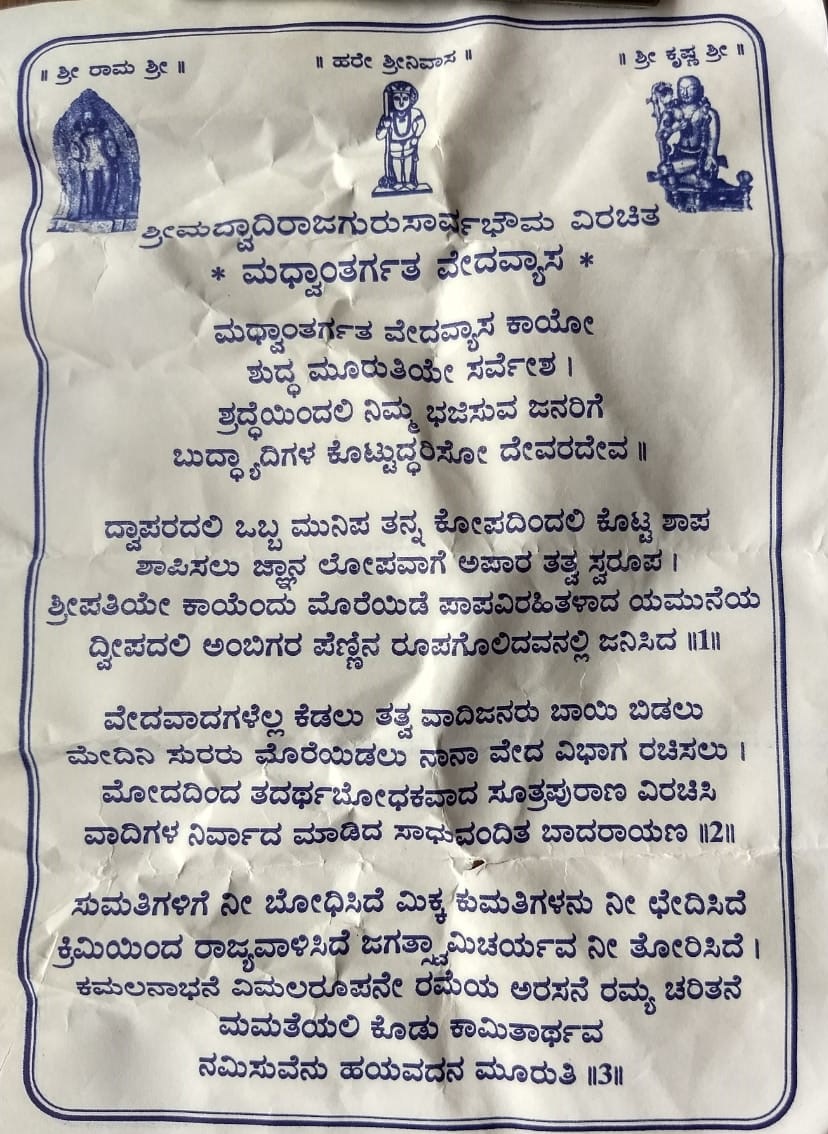 ॥ ಶ್ರೀ ರಾಮ ಶ್ರೀ ॥
॥ ಹರೇ ಶ್ರೀನಿವಾಸ ॥
॥ ಶ್ರೀ ಕೃಷ್ಣ ಶ್ರೀ ॥
ಶ್ರೀಮದ್ವಾದಿರಾಜಗುರುಸಾರ್ವಭೌಮ ವಿರಚಿತ
* ಮಧ್ವಾಂತರ್ಗತ ವೇದವ್ಯಾಸ *
ಮಧ್ವಾಂತರ್ಗತ ವೇದವ್ಯಾಸ ಕಾಯೋ
ಶುದ್ಧ ಮೂರುತಿಯೇ ಸರ್ವೇಶ ।
ಶ್ರದ್ಧೆಯಿಂದಲಿ ನಿಮ್ಮ ಭಜಿಸುವ ಜನರಿಗೆ
ಬುದ್ಧ್ಯಾದಿಗಳ ಕೊಟ್ಟುದ್ಧರಿಸೋ ದೇವರದೇವ ॥
ದ್ವಾಪರದಲಿ ಒಬ್ಬ ಮುನಿಪ ತನ್ನ ಕೋಪದಿಂದಲಿ ಕೊಟ್ಟ ಶಾಪ
ಶಾಪಿಸಲು ಜ್ಞಾನ ಲೋಪವಾಗೆ ಅಪಾರ ತತ್ವ ಸ್ವರೂಪ ।
ಶ್ರೀಪತಿಯೇ ಕಾಯೆಂದು ಮೊರೆಯಿಡೆ ಪಾಪವಿರಹಿತಳಾದ ಯಮುನೆಯ
ದ್ವೀಪದಲಿ ಅಂಬಿಗರ ಪೆಣ್ಣಿನ ರೂಪಗೊಲಿದವನಲ್ಲಿ ಜನಿಸಿದ ॥1॥
ವೇದವಾದಗಳೆಲ್ಲ ಕೆಡಲು ತತ್ವ ವಾದಿಜನರು ಬಾಯಿ ಬಿಡಲು
ಮೇದಿನಿ ಸುರರು ಮೊರೆಯಿಡಲು ನಾನಾ ವೇದ ವಿಭಾಗ ರಚಿಸಲು ।
ಮೋದದಿಂದ ತದರ್ಥಬೋಧಕವಾದ ಸೂತ್ರಪುರಾಣ ವಿರಚಿಸಿ
ವಾದಿಗಳ ನಿರ್ವಾದ ಮಾಡಿದ ಸಾಧುವಂದಿತ ಬಾದರಾಯಣ ॥2॥
ಸುಮತಿಗಳಿಗೆ ನೀ ಬೋಧಿಸಿದೆ ಮಿಕ್ಕ ಕುಮತಿಗಳನು ನೀ ಛೇದಿಸಿದೆ
ಕ್ರಿಮಿಯಿಂದ ರಾಜ್ಯವಾಳಿಸಿದೆ ಜಗತ್ಸ್ವಾಮಿಚರ್ಯವ ನೀ ತೋರಿಸಿದೆ ।
ಕಮಲನಾಭನೆ ವಿಮಲರೂಪನೇ ರಮೆಯ ಅರಸನೆ ರಮ್ಯ ಚರಿತನೆ
ಮಮತೆಯಲಿ ಕೊಡು ಕಾಮಿತಾರ್ಥವ
ನಮಿಸುವೆನು ಹಯವದನ ಮೂರುತಿ ॥3॥